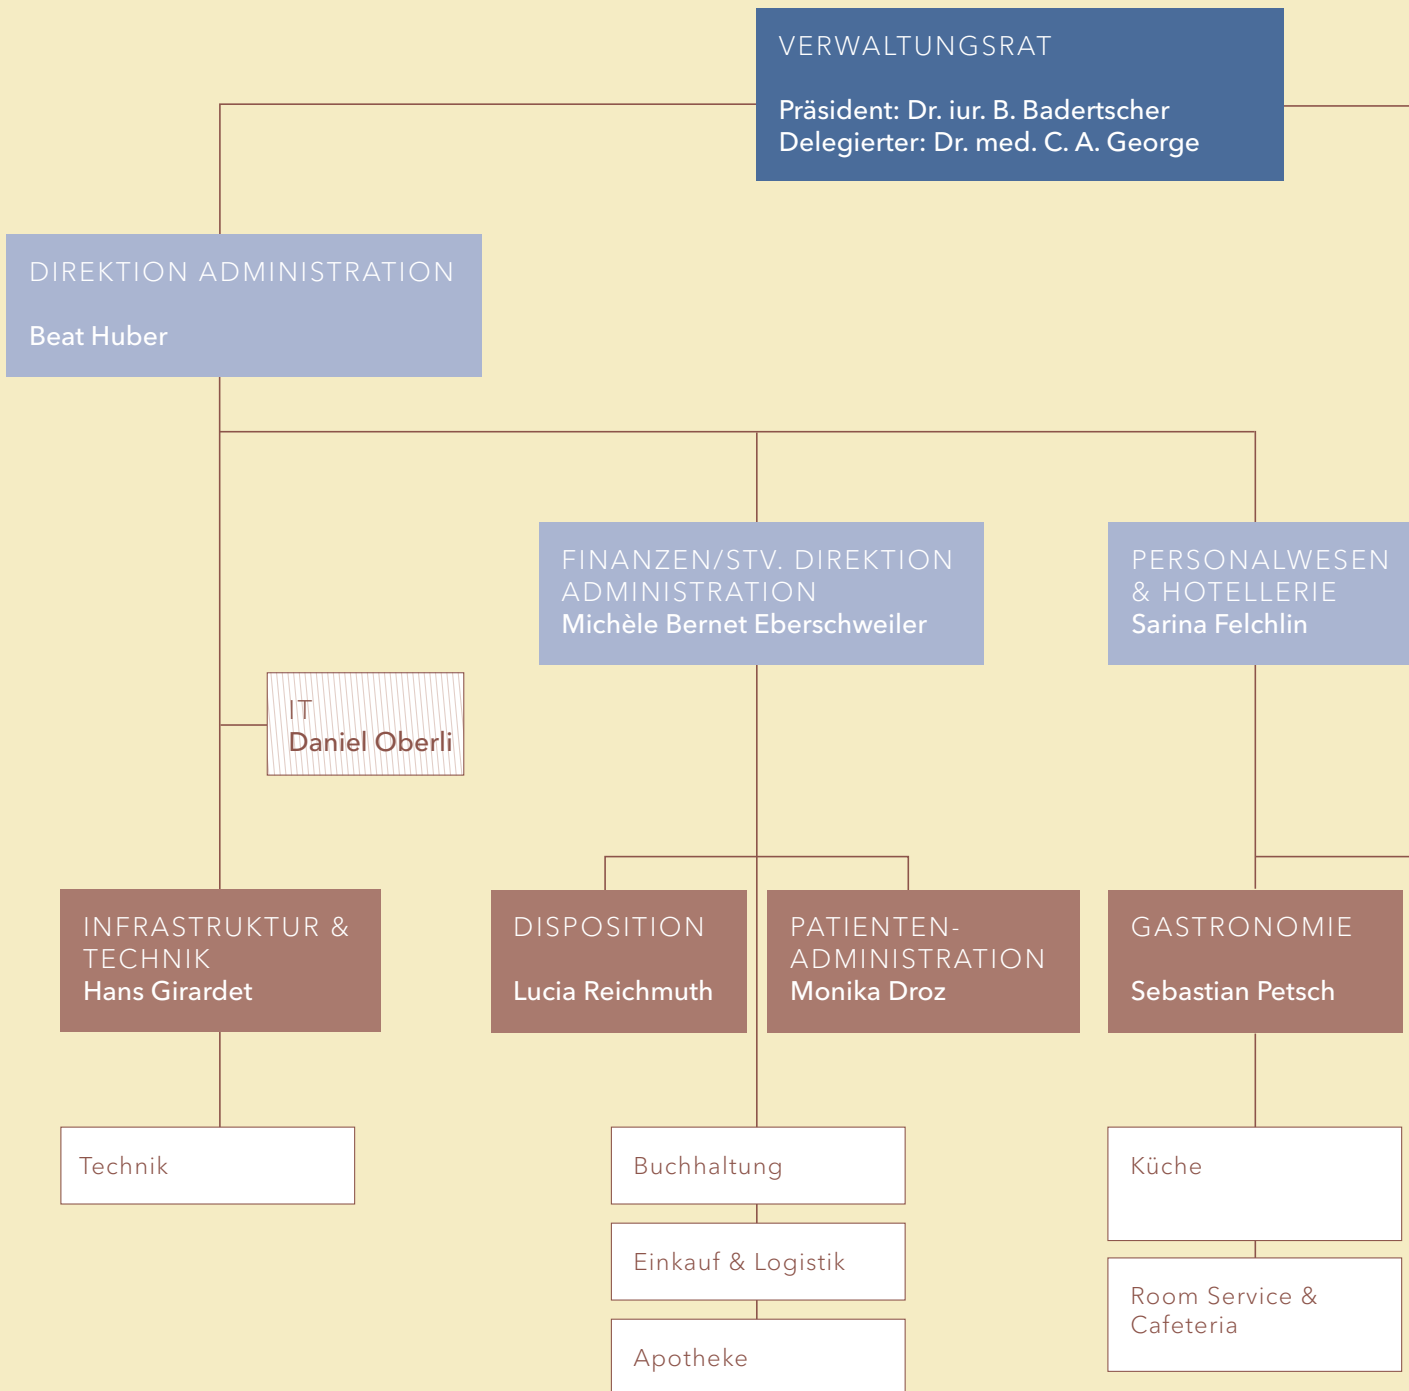 VERWALTUNGSRAT
Präsident: Dr. iur. B. Badertscher
Delegierter: Dr. med. C. A. George
DIREKTION ADMINISTRATION
Beat Huber
FINANZEN/STV. DIREKTION
ADMINISTRATION
Michèle Bernet Eberschweiler
PERSONALWESEN
& HOTELLERIE
Sarina Felchlin
IT
Daniel Oberli
INFRASTRUKTUR &
TECHNIK
Hans Girardet
DISPOSITION
Lucia Reichmuth
PATIENTEN-
ADMINISTRATION
Monika Droz
GASTRONOMIE
Sebastian Petsch
Technik
Buchhaltung
Einkauf & Logistik
Apotheke
Küche
Room Service &
Cafeteria